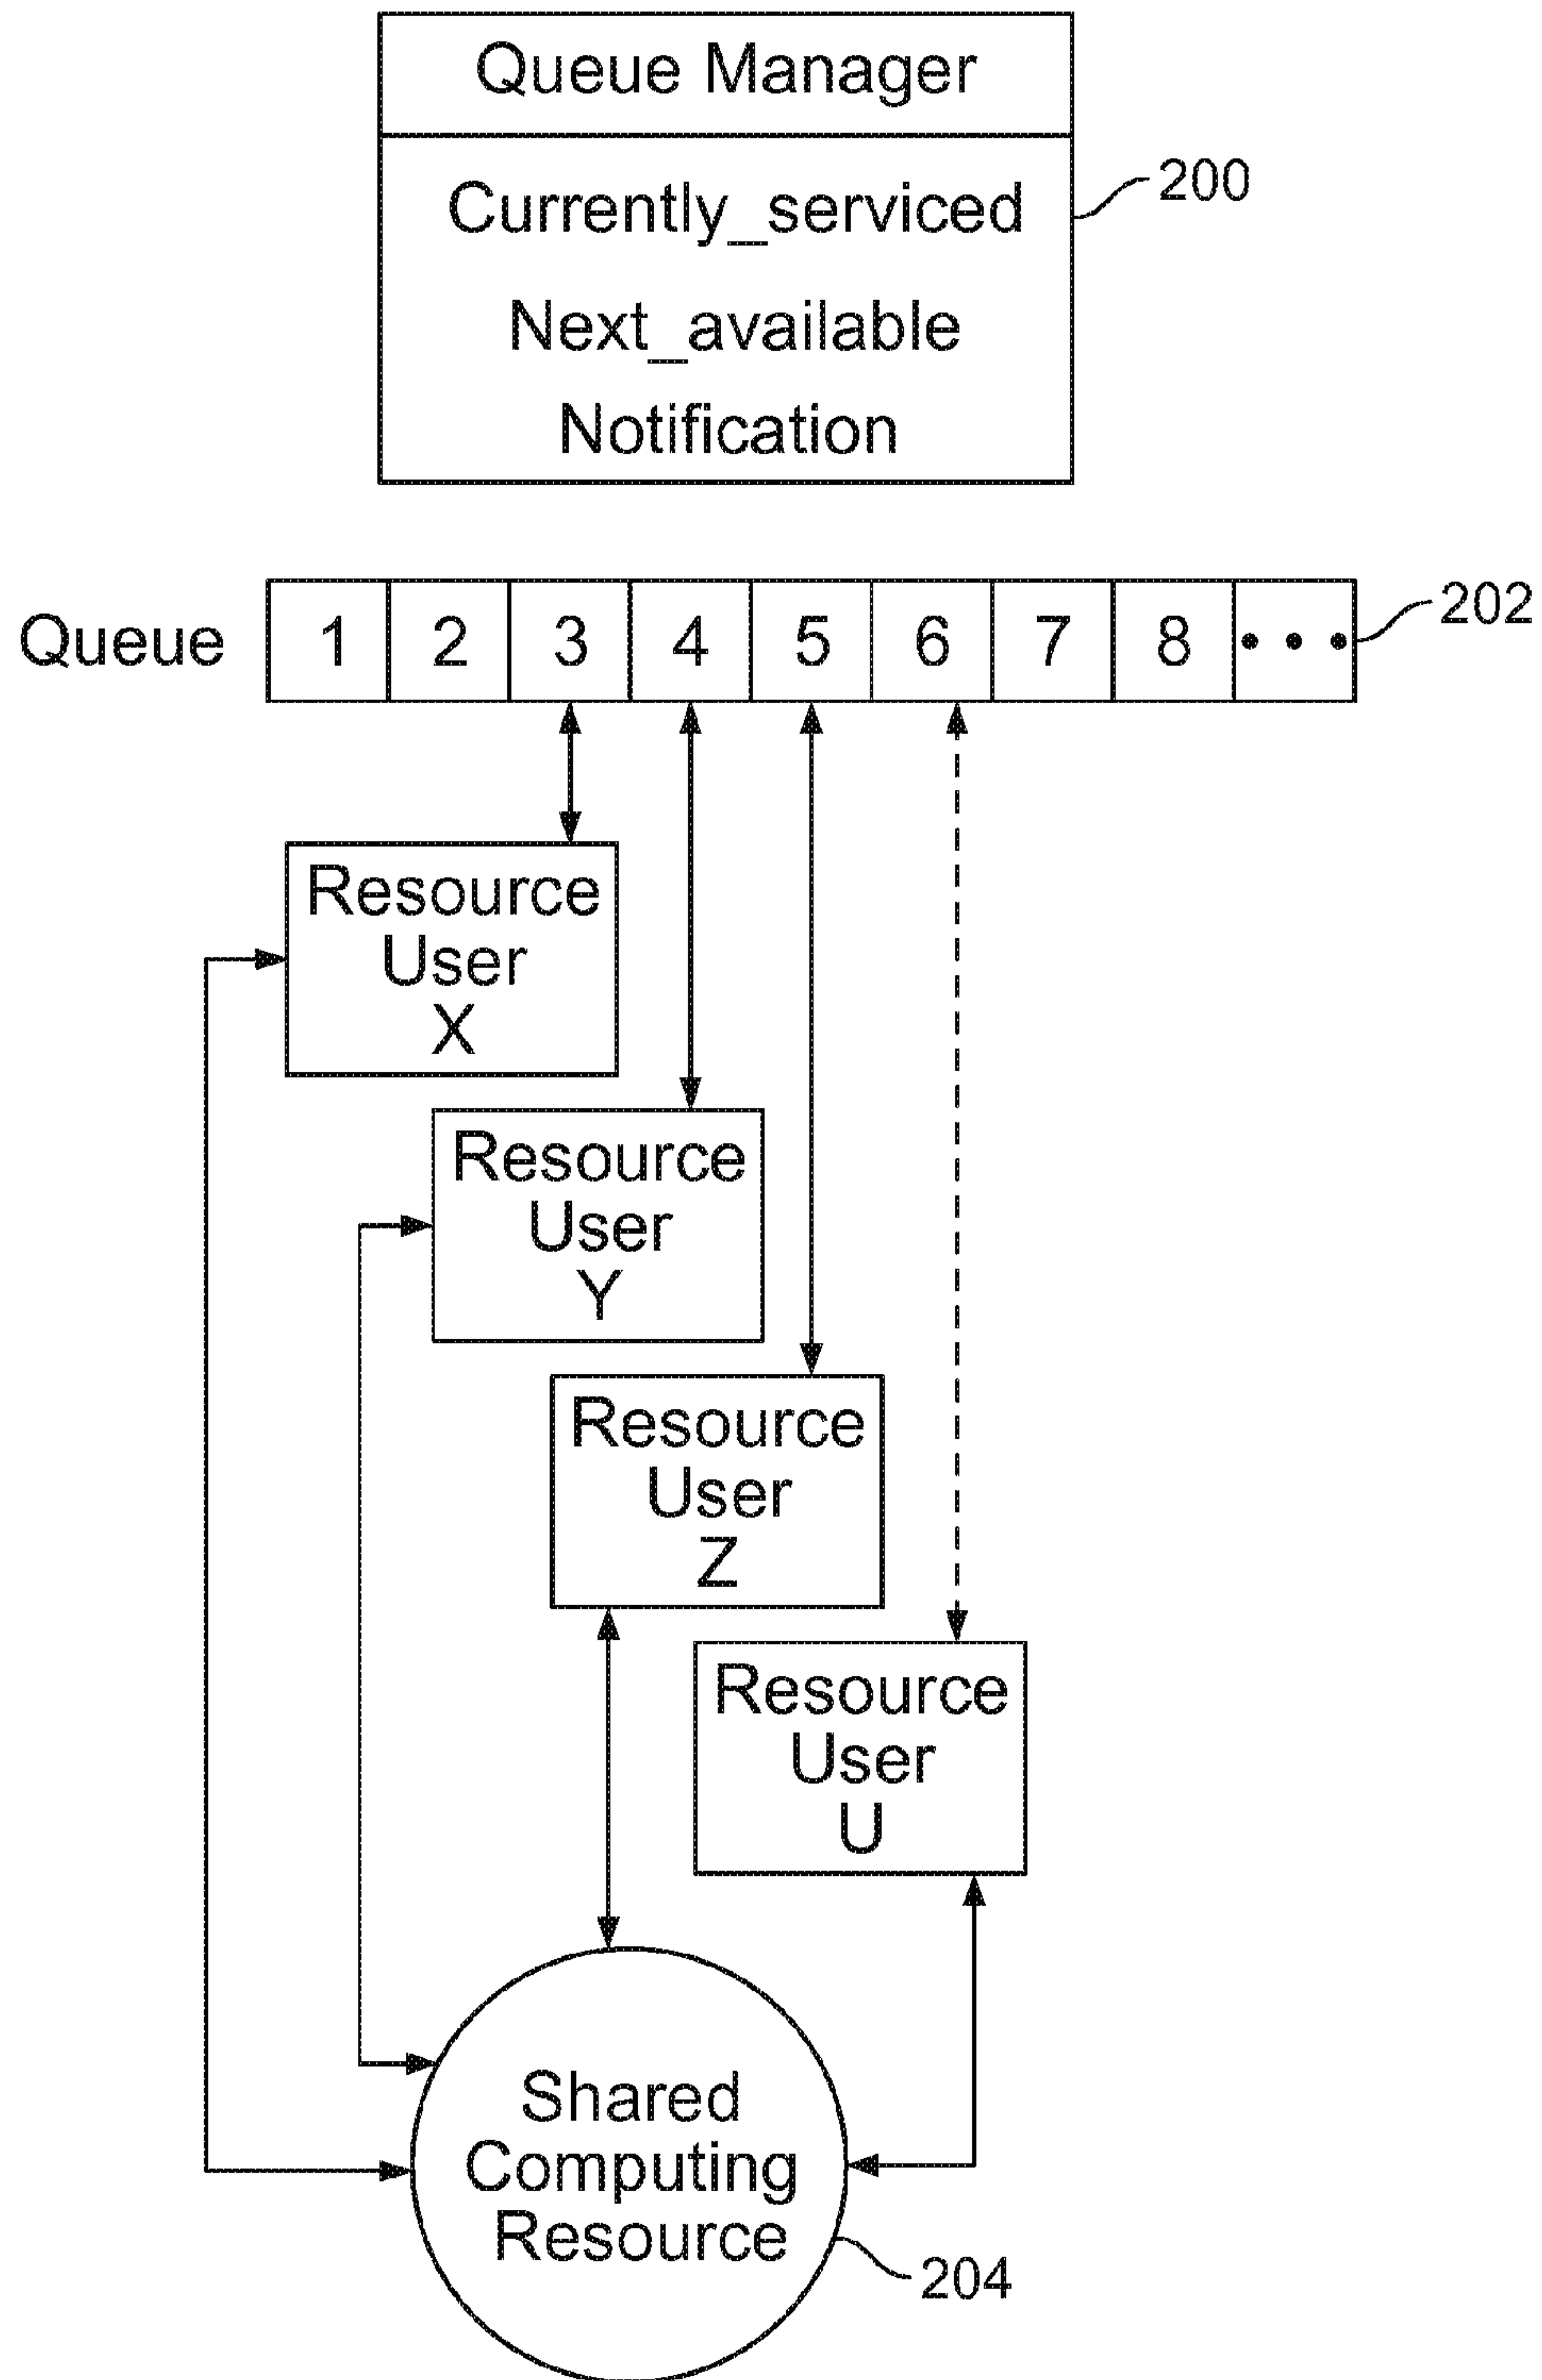 Queue Manager
Currently_serviced
200
Next_available
Notification
Queue 1 2 3 4 5 6 7 8 • • •
202
Resource
User
X
Resource
User
Y
Resource
User
Z
Resource
User
U
Shared
Computing
Resource
204